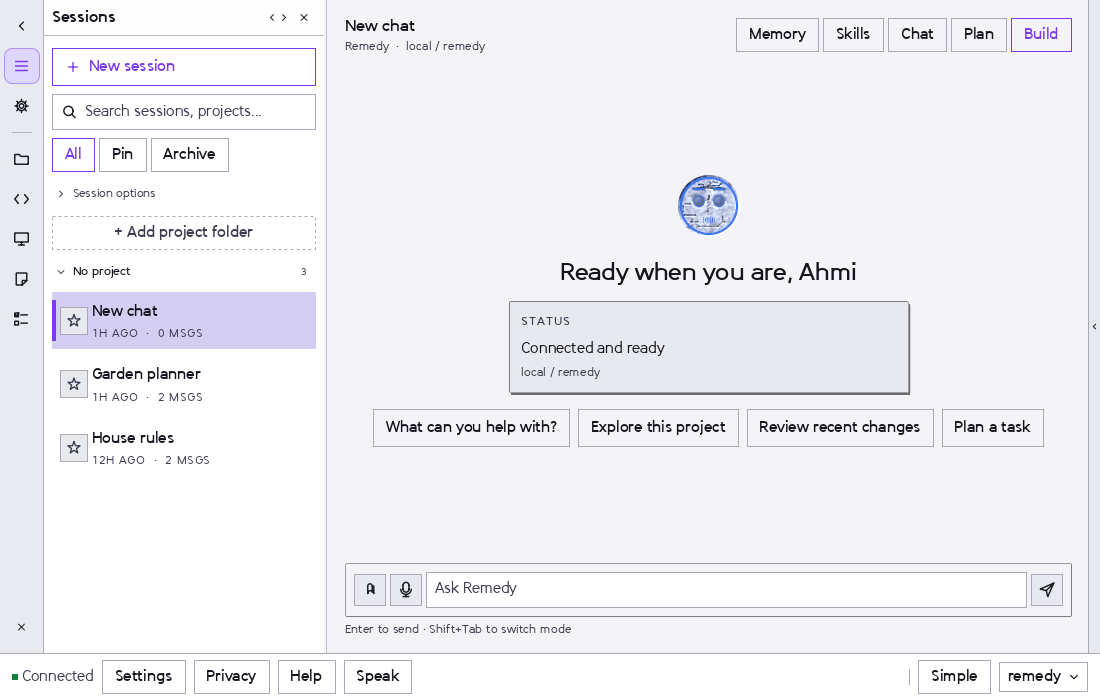 Sessions
New session
Search sessions, projects...
All
Pin
Archive
Session options
+ Add project folder
No project
3
New chat
1H AGO · 0 MSGS
Garden planner
1H AGO · 2 MSGS
House rules
12H AGO · 2 MSGS
New chat
Remedy · local / remedy
Memory
Skills
Chat
Plan
Build
Ready when you are, Ahmi
STATUS
Connected and ready
local / remedy
What can you help with?
Explore this project
Review recent changes
Plan a task
Ask Remedy
Enter to send · Shift+Tab to switch mode
Connected
Settings
Privacy
Help
Speak
Simple
remedy